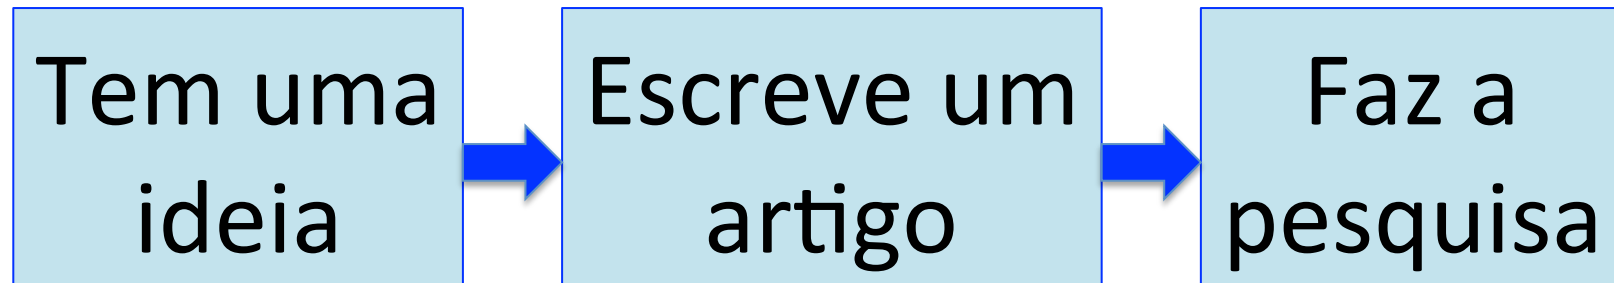 Tem uma
ideia
Escreve um
artigo
Faz a
pesquisa